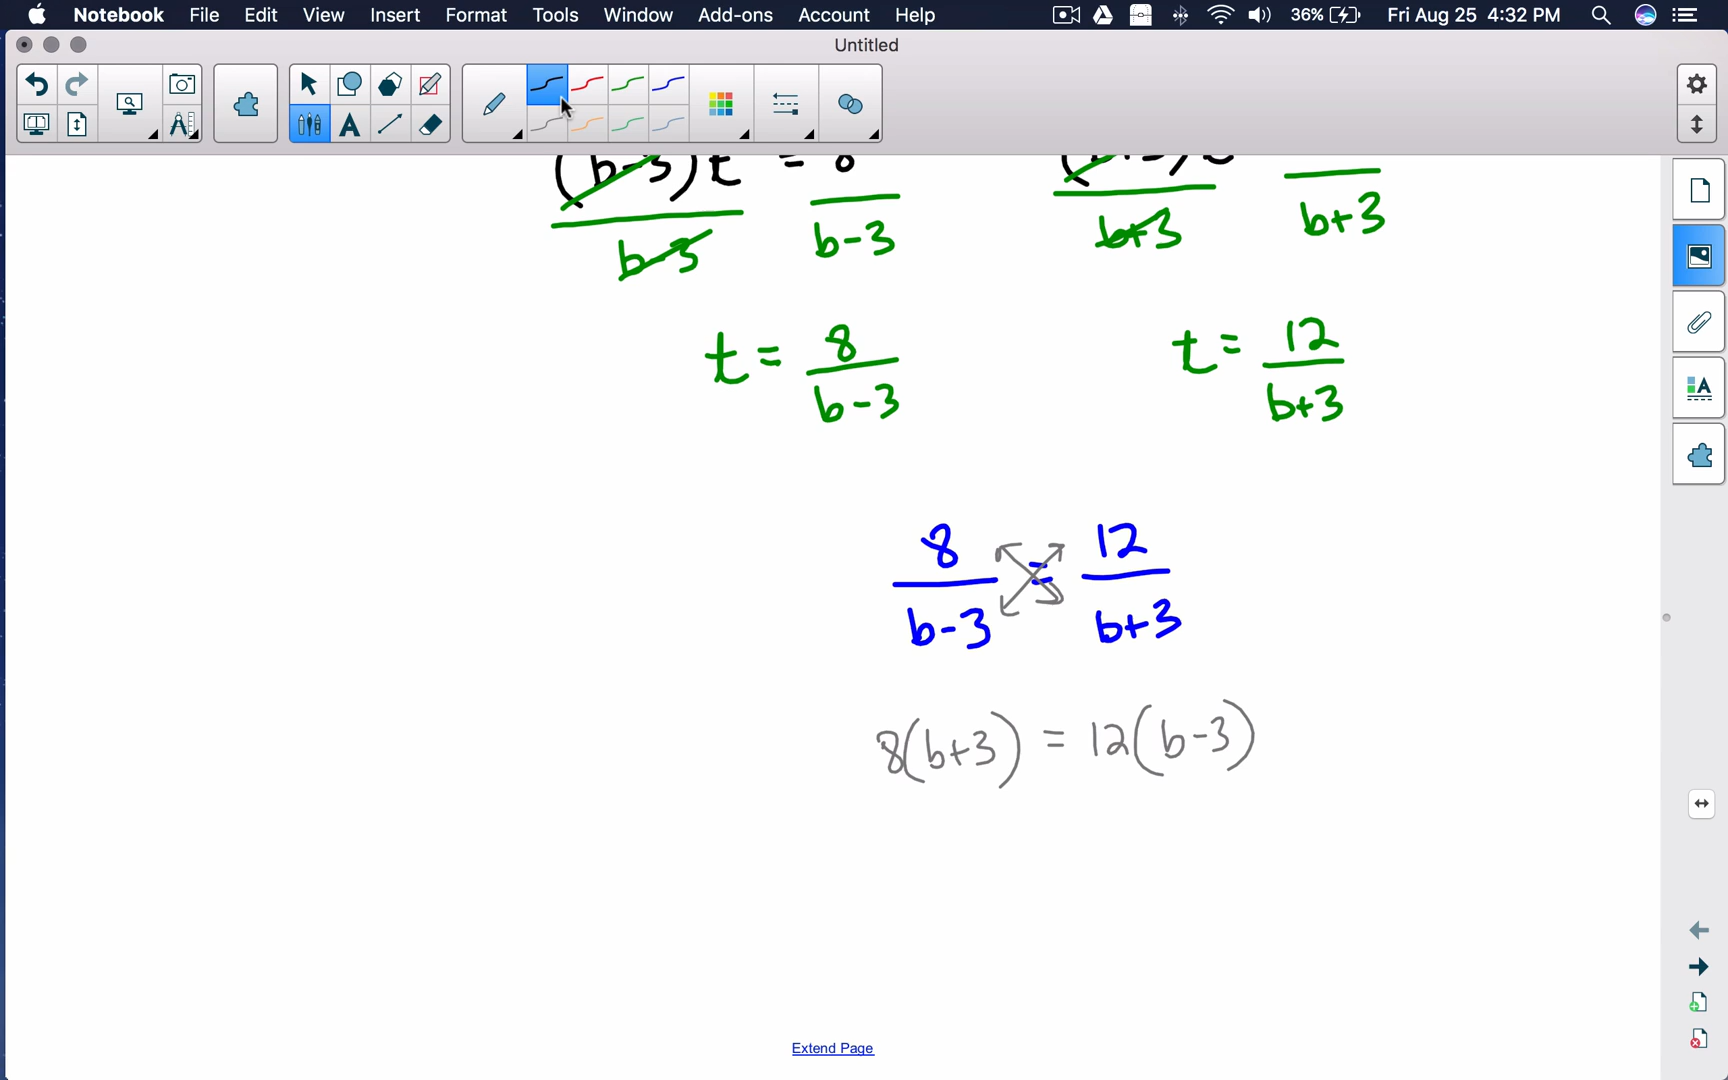 Notebook File Edit View Insert Format Tools Window Add-ons Account Help 36% Fri Aug 25 4:32 PM
Untitled
A
A
(b-3)t = 8
b-3 b-3
b+3 b+3
t = 8/(b-3) t = 12/(b+3)
8/(b-3) = 12/(b+3)
8(b+3) = 12(b-3)
Extend Page